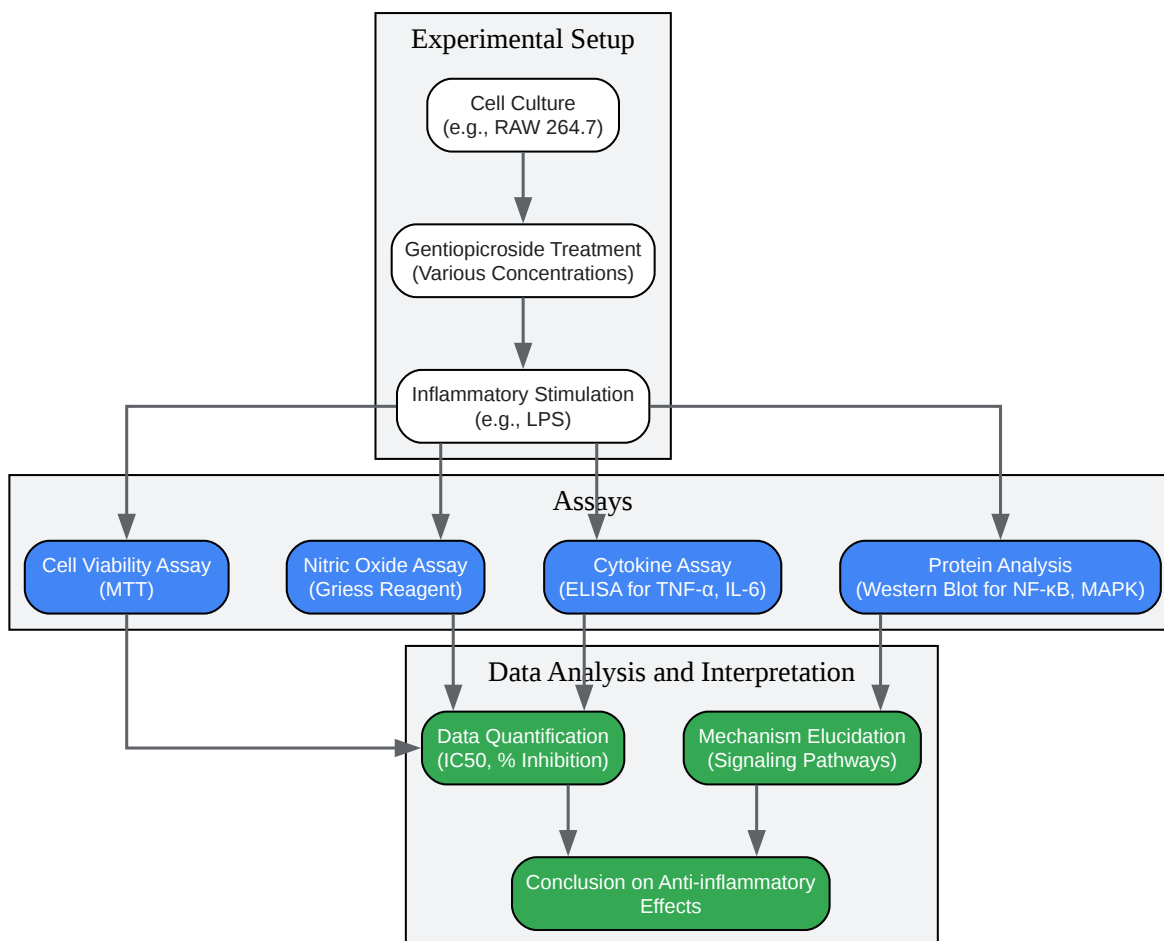 Experimental Setup
Cell Culture
(e.g., RAW 264.7)
Gentiopicroside Treatment
(Various Concentrations)
Inflammatory Stimulation
(e.g., LPS)
Assays
Cell Viability Assay
(MTT)
Nitric Oxide Assay
(Griess Reagent)
Cytokine Assay
(ELISA for TNF-α, IL-6)
Protein Analysis
(Western Blot for NF-κB, MAPK)
Data Analysis and Interpretation
Data Quantification
(IC50, % Inhibition)
Mechanism Elucidation
(Signaling Pathways)
Conclusion on Anti-inflammatory
Effects